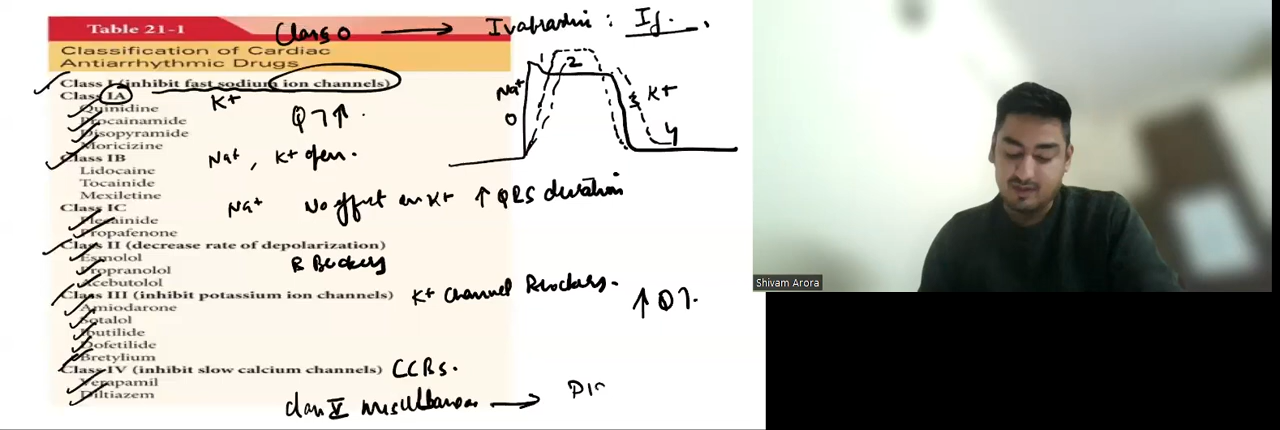 Table 21-1
Class 0 → Ivabradin : If.
Classification of Cardiac
Antiarrhythmic Drugs
Class I (inhibit fast sodium ion channels)
Class IA
K+
Quinidine
Procainamide
QT ↑.
Disopyramide
Moricizine
Class IB
Na+, K+ open.
Lidocaine
Tocainide
Mexiletine
Class IC
Na+ No effect on K+ ↑ QRS duration
Flecainide
Propafenone
Class II (decrease rate of depolarization)
Esmolol
B Blockers
Propranolol
Acebutolol
Class III (inhibit potassium ion channels)
K+ Channel Blockers.
↑ QT.
Amiodarone
Sotalol
Ibutilide
Dofetilide
Bretylium
Class IV (inhibit slow calcium channels)
CCBs.
Verapamil
Diltiazem
class V →
Na+
0
2
K+
4
Shivam Arora